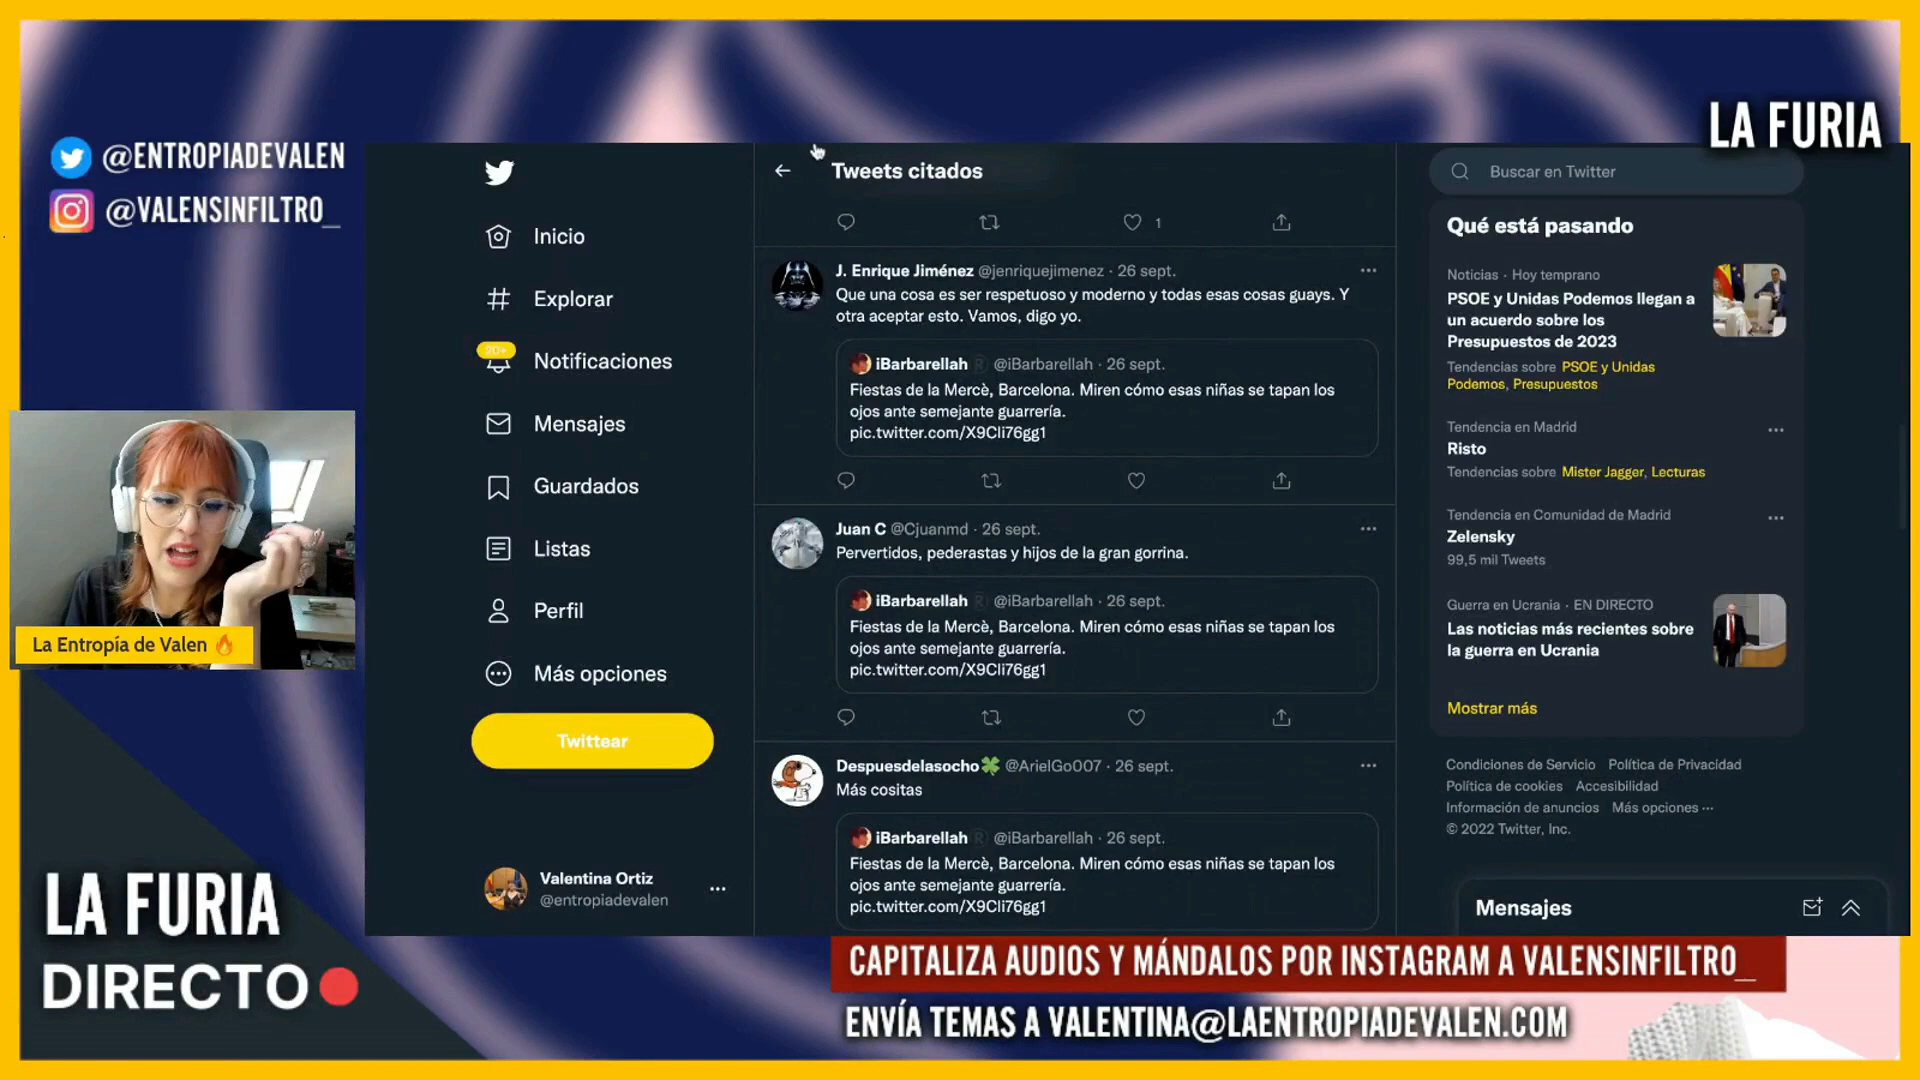 LA FURIA
@ENTROPIADEVALEN
@VALENSINFILTRO_
La Entropía de Valen
LA FURIA
DIRECTO
Inicio
Explorar
20+
Notificaciones
Mensajes
Guardados
Listas
Perfil
Más opciones
Twittear
Valentina Ortiz
@entropiadevalen
Tweets citados
1
J. Enrique Jiménez @jenriquejimenez · 26 sept.
Que una cosa es ser respetuoso y moderno y todas esas cosas guays. Y
otra aceptar esto. Vamos, digo yo.
iBarbarellah ® @iBarbarellah · 26 sept.
Fiestas de la Mercè, Barcelona. Miren cómo esas niñas se tapan los
ojos ante semejante guarrería.
pic.twitter.com/X9Cli76gg1
Juan C @Cjuanmd · 26 sept.
Pervertidos, pederastas y hijos de la gran gorrina.
iBarbarellah ® @iBarbarellah · 26 sept.
Fiestas de la Mercè, Barcelona. Miren cómo esas niñas se tapan los
ojos ante semejante guarrería.
pic.twitter.com/X9Cli76gg1
Despuesdelasocho @ArielGo007 · 26 sept.
Más cositas
iBarbarellah ® @iBarbarellah · 26 sept.
Fiestas de la Mercè, Barcelona. Miren cómo esas niñas se tapan los
ojos ante semejante guarrería.
pic.twitter.com/X9Cli76gg1
Buscar en Twitter
Qué está pasando
Noticias · Hoy temprano
PSOE y Unidas Podemos llegan a
un acuerdo sobre los
Presupuestos de 2023
Tendencias sobre PSOE y Unidas
Podemos, Presupuestos
Tendencia en Madrid
Risto
Tendencias sobre Mister Jagger, Lecturas
Tendencia en Comunidad de Madrid
Zelensky
99,5 mil Tweets
Guerra en Ucrania · EN DIRECTO
Las noticias más recientes sobre
la guerra en Ucrania
Mostrar más
Condiciones de Servicio Política de Privacidad
Política de cookies Accesibilidad
Información de anuncios Más opciones ···
© 2022 Twitter, Inc.
Mensajes
CAPITALIZA AUDIOS Y MÁNDALOS POR INSTAGRAM A VALENSINFILTRO_
ENVÍA TEMAS A VALENTINA@LAENTROPIADEVALEN.COM